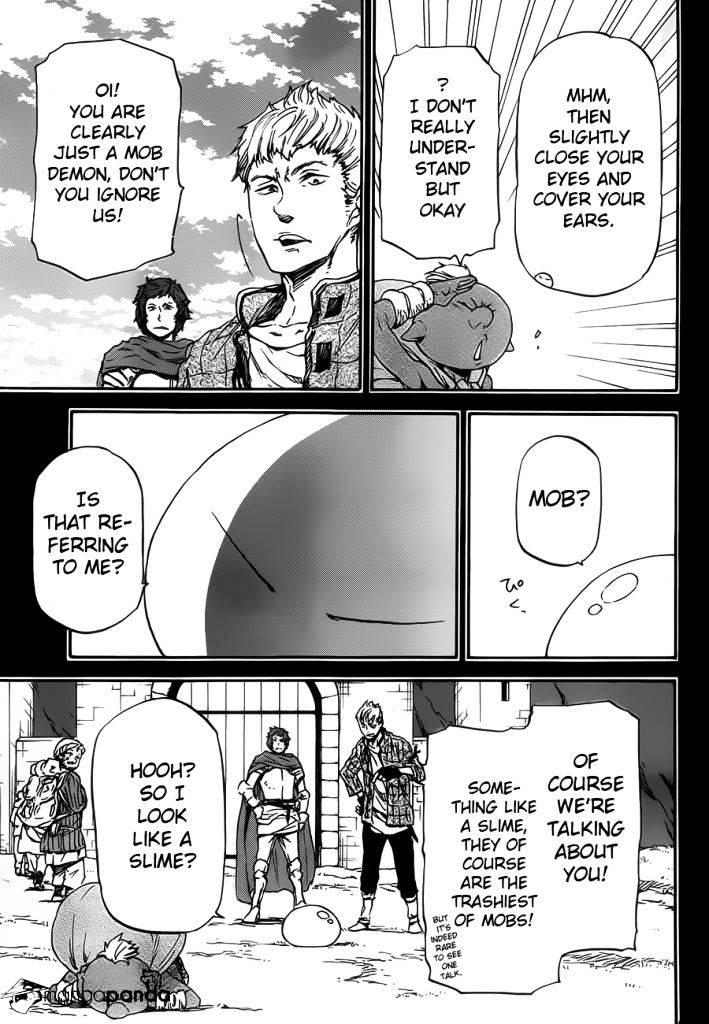 MHM,
THEN
SLIGHTLY
CLOSE YOUR
EYES AND
COVER YOUR
EARS.
?
I DON'T
REALLY
UNDER-
STAND
BUT
OKAY
OI!
YOU ARE
CLEARLY
JUST A MOB
DEMON, DON'T
YOU IGNORE
US!
MOB?
ぴく
IS
THAT RE-
FERRING
TO ME?
OF
COURSE
WE'RE
TALKING
ABOUT
YOU!
SOME-
THING LIKE
A SLIME,
THEY OF
COURSE
ARE THE
TRASHIEST
OF MOBS!
BUT
IT'S
INDEED
RARE
TO SEE
ONE
TALK.
HOOH?
SO I
LOOK
LIKE A
SLIME?
mangapanda